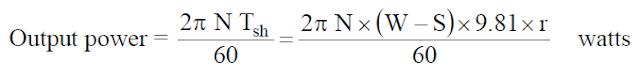 Output power = 2π N T_sh / 60 = 2π N × (W – S) × 9.81 × r / 60 watts